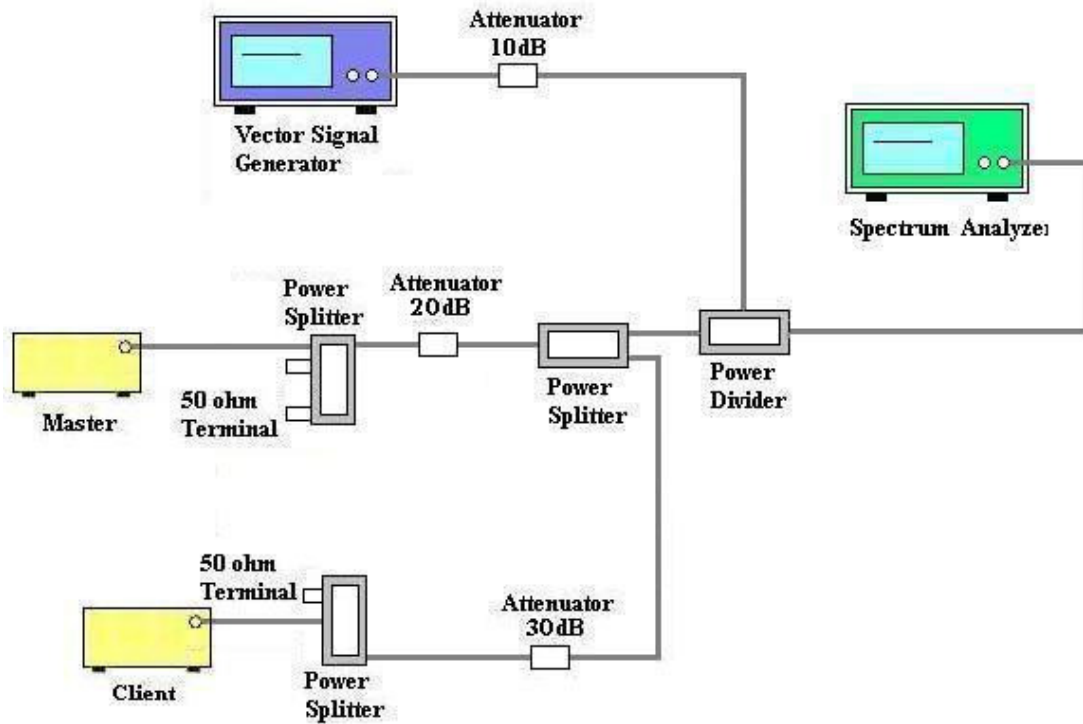 Attenuator
10dB
Vector Signal
Generator
Spectrum Analyzer
Power
Splitter
Attenuator
20dB
50 ohm
Terminal
Master
Power
Splitter
Power
Divider
50 ohm
Terminal
Attenuator
30dB
Client
Power
Splitter